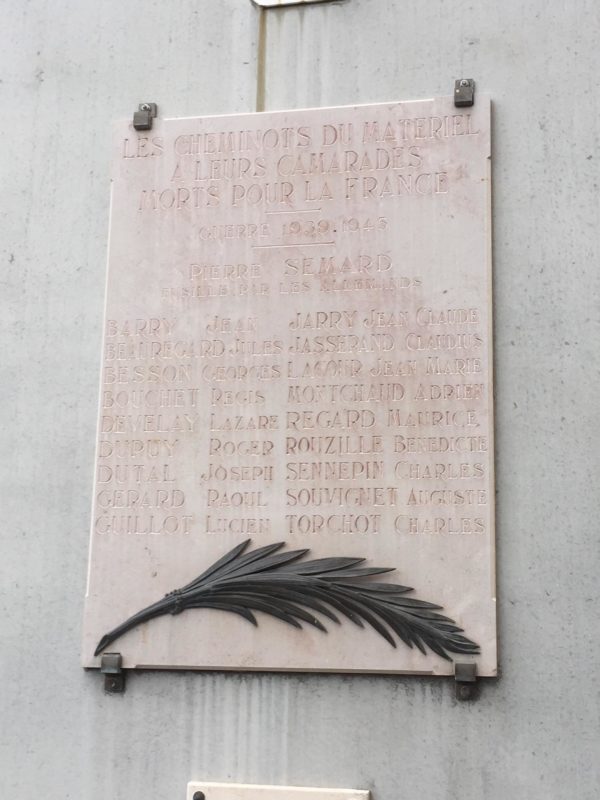 LES CHEMINOTS DU MATERIEL
A LEURS CAMARADES
MORTS POUR LA FRANCE
GUERRE 1939.1945
PIERRE SEMARD
FUSILLE PAR LES ALLEMANDS
BARRY JEAN
BEAUREGARD JULES
BESSON GEORGES
BOUCHET REGIS
DEVELAY LAZARE
DUPUY ROGER
DUTAL JOSEPH
GERARD RAOUL
GUILLOT LUCIEN
JARRY JEAN CLAUDE
JASSERAND CLAUDIUS
LACOUR JEAN MARIE
MONTCHAUD ADRIEN
REGARD MAURICE
ROUZILLE BENEDICTE
SENNEPIN CHARLES
SOUVIGNET AUGUSTE
TORCHOT CHARLES